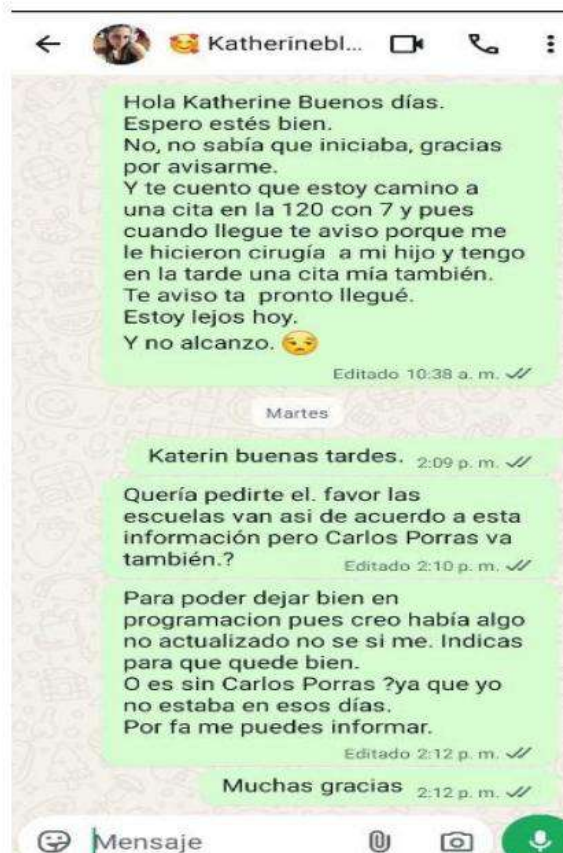 Katherinebl...
Hola Katherine Buenos días.
Espero estés bien.
No, no sabía que iniciaba, gracias
por avisarme.
Y te cuento que estoy camino a
una cita en la 120 con 7 y pues
cuando llegue te aviso porque me
le hicieron cirugía a mi hijo y tengo
en la tarde una cita mía también.
Te aviso ta pronto llegué.
Estoy lejos hoy.
Y no alcanzo.
Editado 10:38 a. m.
Martes
Katerin buenas tardes. 2:09 p. m.
Quería pedirte el. favor las
escuelas van asi de acuerdo a esta
información pero Carlos Porras va
también.? Editado 2:10 p. m.
Para poder dejar bien en
programacion pues creo había algo
no actualizado no se si me. Indicas
para que quede bien.
O es sin Carlos Porras ?ya que yo
no estaba en esos días.
Por fa me puedes informar.
Editado 2:12 p. m.
Muchas gracias 2:12 p. m.
Mensaje